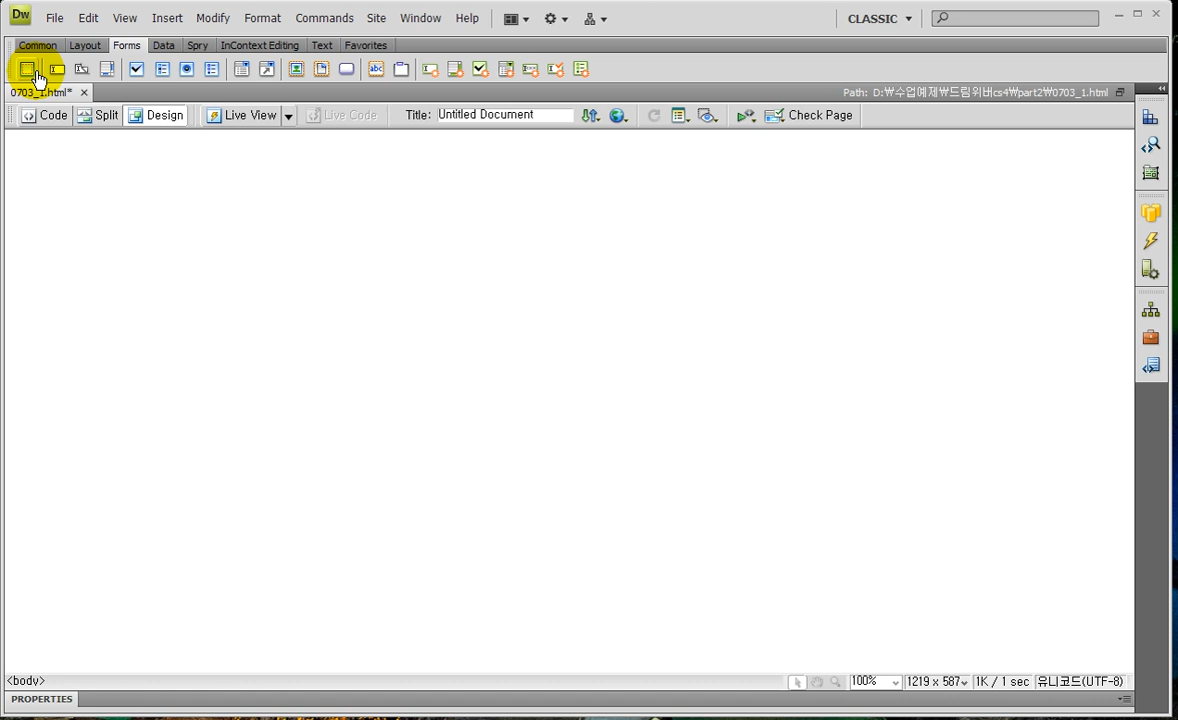 Dw File Edit View Insert Modify Format Commands Site Window Help CLASSIC
Common Layout Forms Data Spry InContext Editing Text Favorites
abc
0703_1.html* Path: D:₩수업예제₩드림위버cs4₩part2₩0703_1.html
Code Split Design Live View Live Code Title: Untitled Document Check Page
<body> 100% 1219 x 587 1K / 1 sec 유니코드(UTF-8)
PROPERTIES